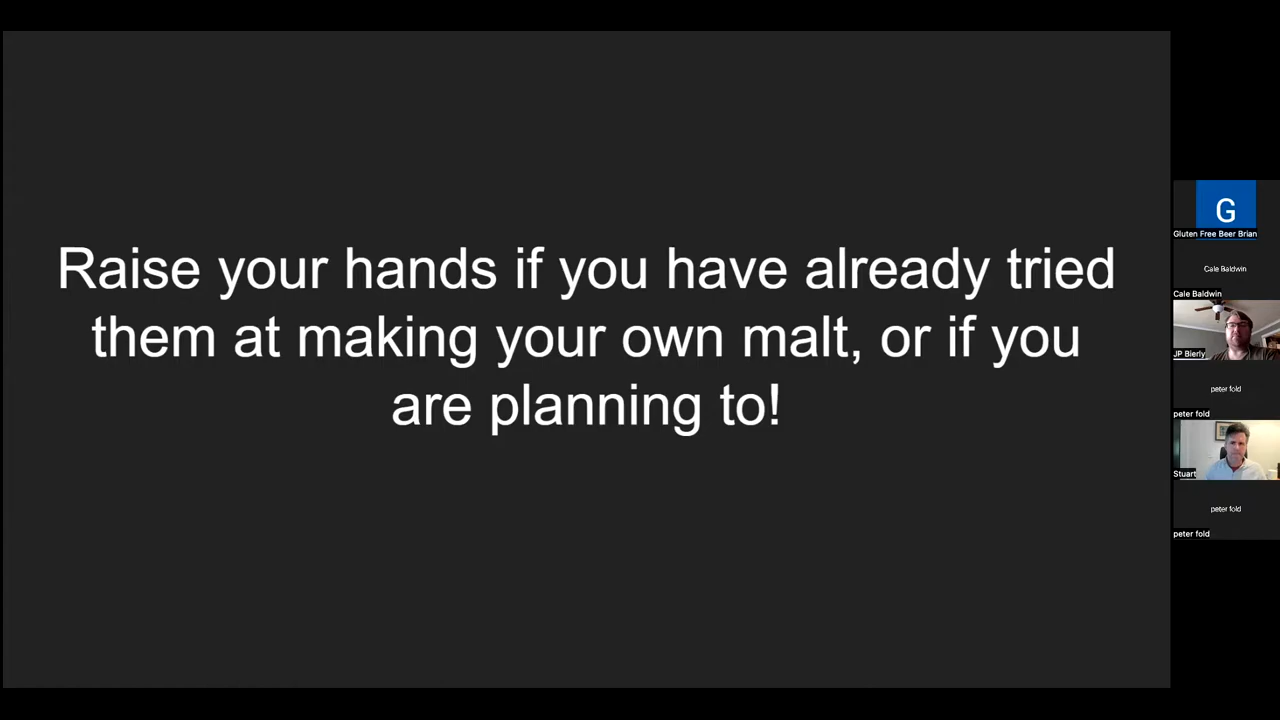 Raise your hands if you have already tried
them at making your own malt, or if you
are planning to!
G
Gluten Free Beer Brian
Cale Baldwin
Cale Baldwin
JP Bierly
peter fold
peter fold
Stuart
peter fold
peter fold